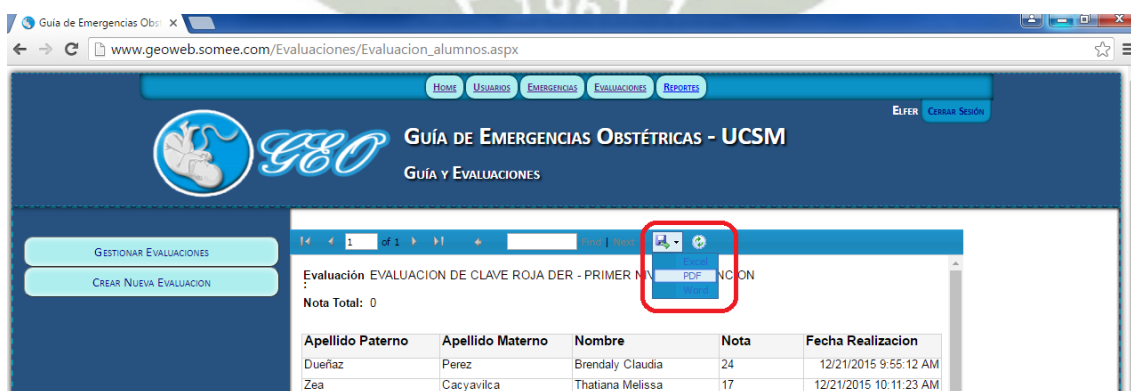 1961
Guía de Emergencias Obst
www.geoweb.somee.com/Evaluaciones/Evaluacion_alumnos.aspx
HOME USUARIOS EMERGENCIAS EVALUACIONES REPORTES
ELFER CERRAR SESIÓN
GEO
GUÍA DE EMERGENCIAS OBSTÉTRICAS - UCSM
GUÍA Y EVALUACIONES
GESTIONAR EVALUACIONES
CREAR NUEVA EVALUACION
1 of 1 Find | Next
Excel
PDF
Word
Evaluación EVALUACION DE CLAVE ROJA DER - PRIMER NIV NCION
:
Nota Total: 0
Apellido Paterno Apellido Materno Nombre Nota Fecha Realizacion
Dueñaz Perez Brendaly Claudia 24 12/21/2015 9:55:12 AM
Zea Cacyavilca Thatiana Melissa 17 12/21/2015 10:11:23 AM